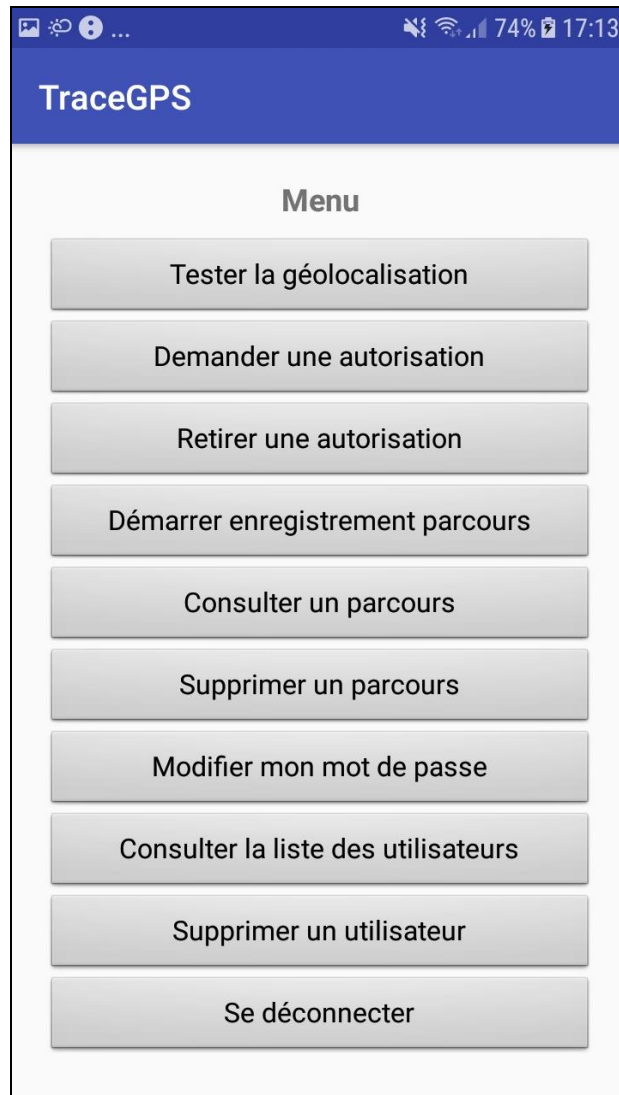 ... 74% 17:13
TraceGPS
Menu
Tester la géolocalisation
Demander une autorisation
Retirer une autorisation
Démarrer enregistrement parcours
Consulter un parcours
Supprimer un parcours
Modifier mon mot de passe
Consulter la liste des utilisateurs
Supprimer un utilisateur
Se déconnecter